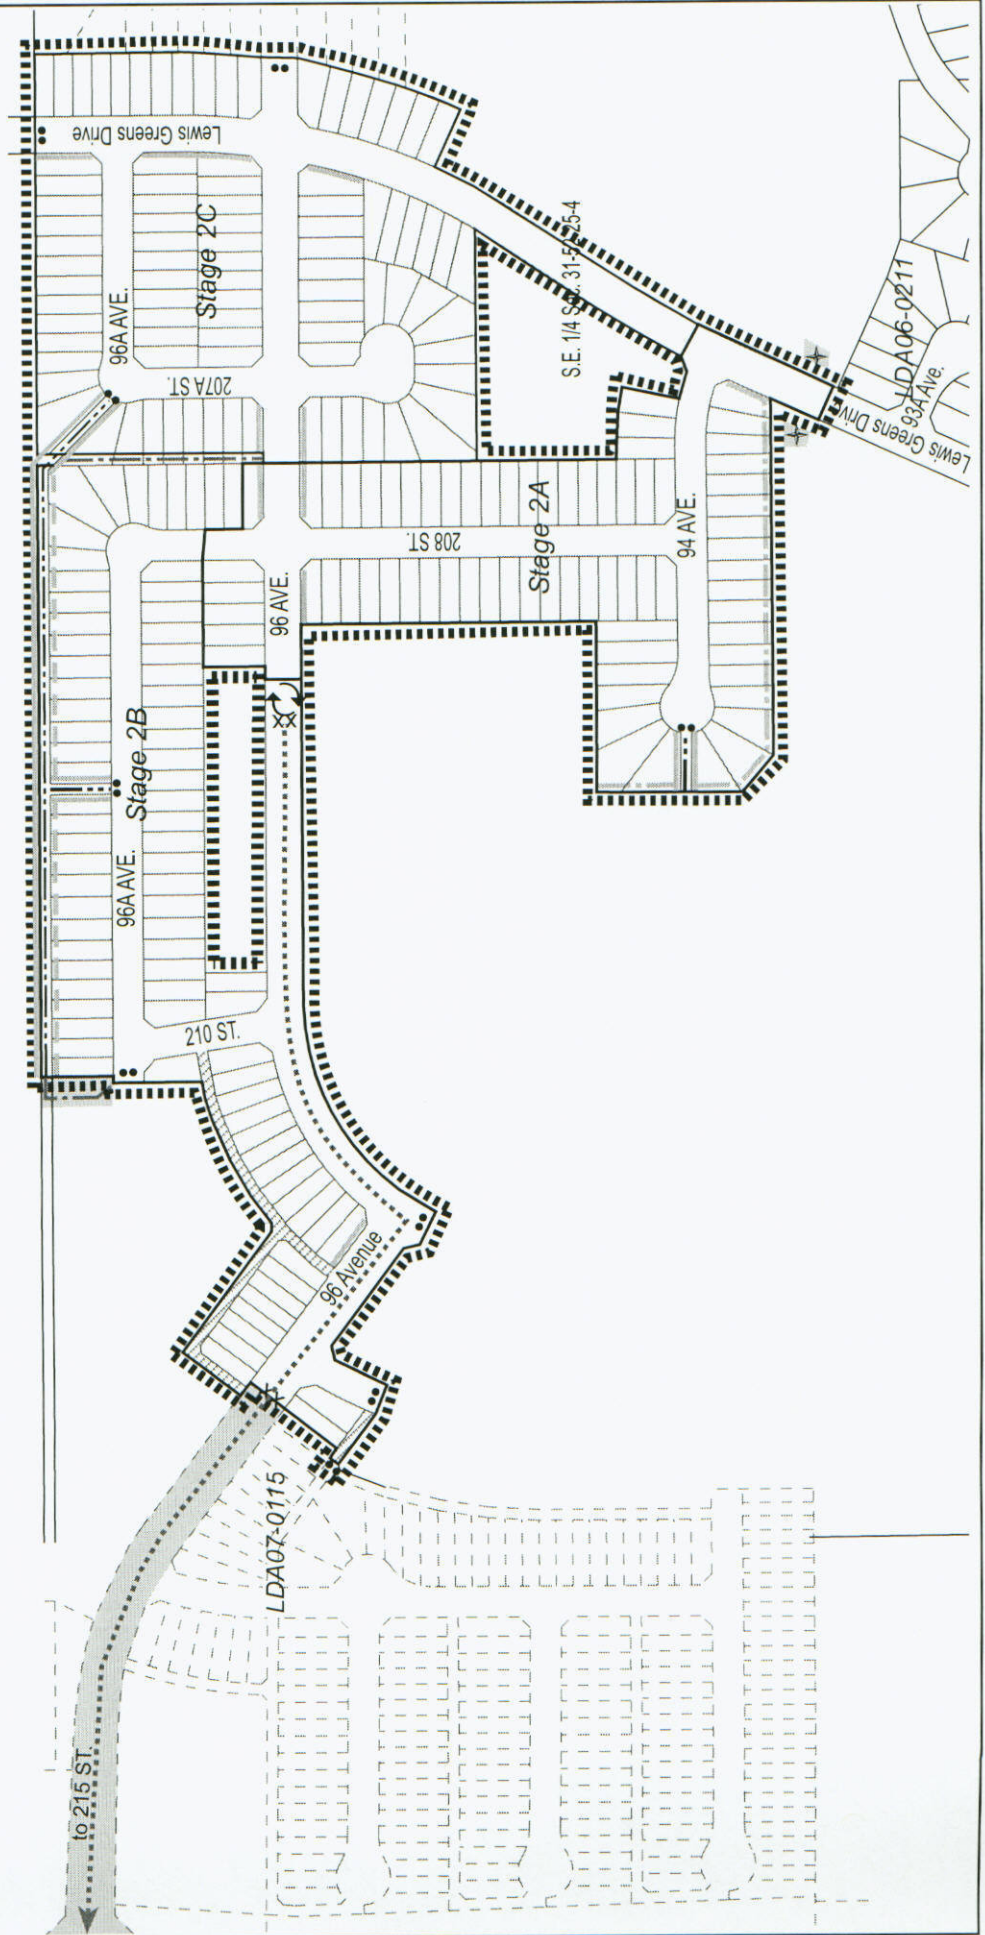 Lewis Greens Drive
Stage 2C
96A AVE.
207A ST.
S.E. 1/4 SEC. 31-52-25-4
LDA06-0211
93A Ave.
Lewis Greens Drive
94 AVE.
Stage 2A
208 ST.
96 AVE.
Stage 2B
96A AVE.
210 ST.
96 Avenue
LDA07-0115
to 215 ST.